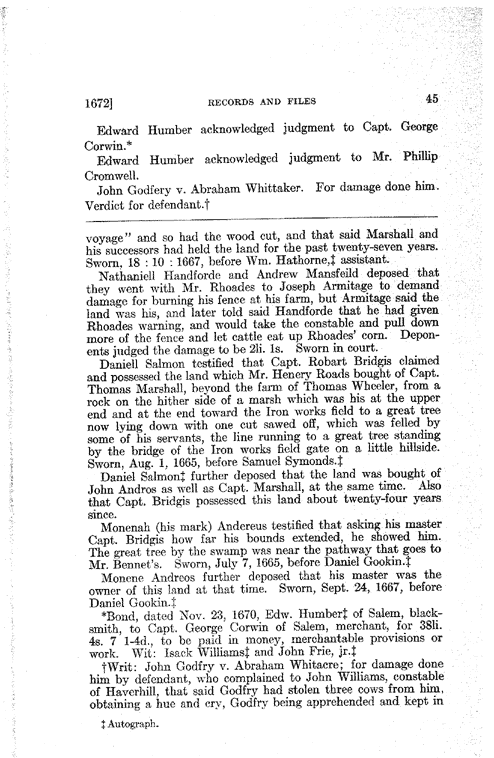 1672]	RECORDS AND FILES	45
Edward Humber acknowledged judgment to Capt. George
Corwin.*
Edward Humber acknowledged judgment to Mr. Phillip
Cromwell.
John Godfery v. Abraham Whittaker. For damage done him.
Verdict for defendant.†
voyage" and so had the wood cut, and that said Marshall and
his successors had held the land for the past twenty-seven years.
Sworn, 18 : 10 : 1667, before Wm. Hathorne,‡ assistant.
Nathaniell Handforde and Andrew Mansfeild deposed that
they went with Mr. Rhoades to Joseph Armitage to demand
damage for burning his fence at his farm, but Armitage said the
land was his, and later told said Handforde that he had given
Rhoades warning, and would take the constable and pull down
more of the fence and let cattle eat up Rhoades' corn. Depon-
ents judged the damage to be 2li. 1s. Sworn in court.
Daniell Salmon testified that Capt. Robart Bridgis claimed
and possessed the land which Mr. Henery Roads bought of Capt.
Thomas Marshall, beyond the farm of Thomas Wheeler, from a
rock on the hither side of a marsh which was his at the upper
end and at the end toward the Iron works field to a great tree
now lying down with one cut sawed off, which was felled by
some of his servants, the line running to a great tree standing
by the bridge of the Iron works field gate on a little hillside.
Sworn, Aug. 1, 1665, before Samuel Symonds.‡
Daniel Salmon‡ further deposed that the land was bought of
John Andros as well as Capt. Marshall, at the same time. Also
that Capt. Bridgis possessed this land about twenty-four years
since.
Monenah (his mark) Andereus testified that asking his master
Capt. Bridgis how far his bounds extended, he showed him.
The great tree by the swamp was near the pathway that goes to
Mr. Bennet's. Sworn, July 7, 1665, before Daniel Gookin.‡
Monene Andreos further deposed that his master was the
owner of this land at that time. Sworn, Sept. 24, 1667, before
Daniel Gookin.‡
*Bond, dated Nov. 23, 1670, Edw. Humber‡ of Salem, black-
smith, to Capt. George Corwin of Salem, merchant, for 38li.
4s. 7 1-4d., to be paid in money, merchantable provisions or
work. Wit: Isack Williams‡ and John Frie, jr.‡
†Writ: John Godfry v. Abraham Whitacre; for damage done
him by defendant, who complained to John Williams, constable
of Haverhill, that said Godfry had stolen three cows from him,
obtaining a hue and cry, Godfry being apprehended and kept in
‡ Autograph.